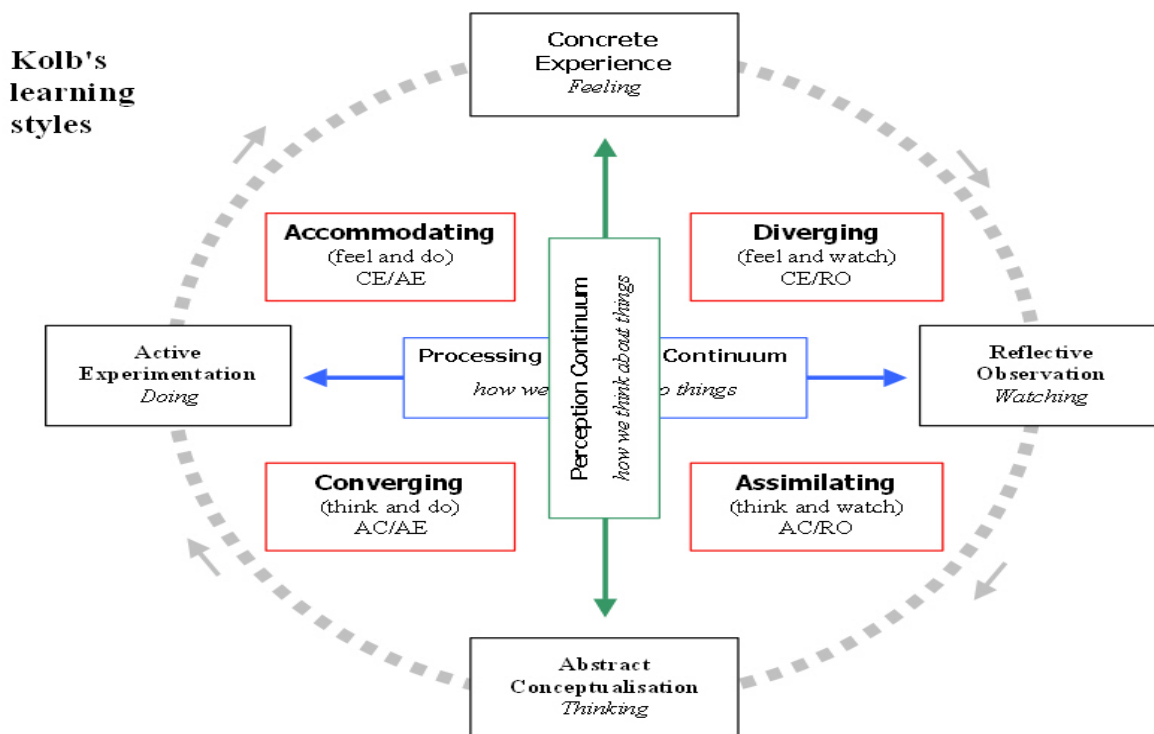 Kolb's
learning
styles
Concrete
Experience
Feeling
Accommodating
(feel and do)
CE/AE
Diverging
(feel and watch)
CE/RO
Active
Experimentation
Doing
Processing Continuum
how we things
Perception Continuum
how we think about things
Reflective
Observation
Watching
Converging
(think and do)
AC/AE
Assimilating
(think and watch)
AC/RO
Abstract
Conceptualisation
Thinking